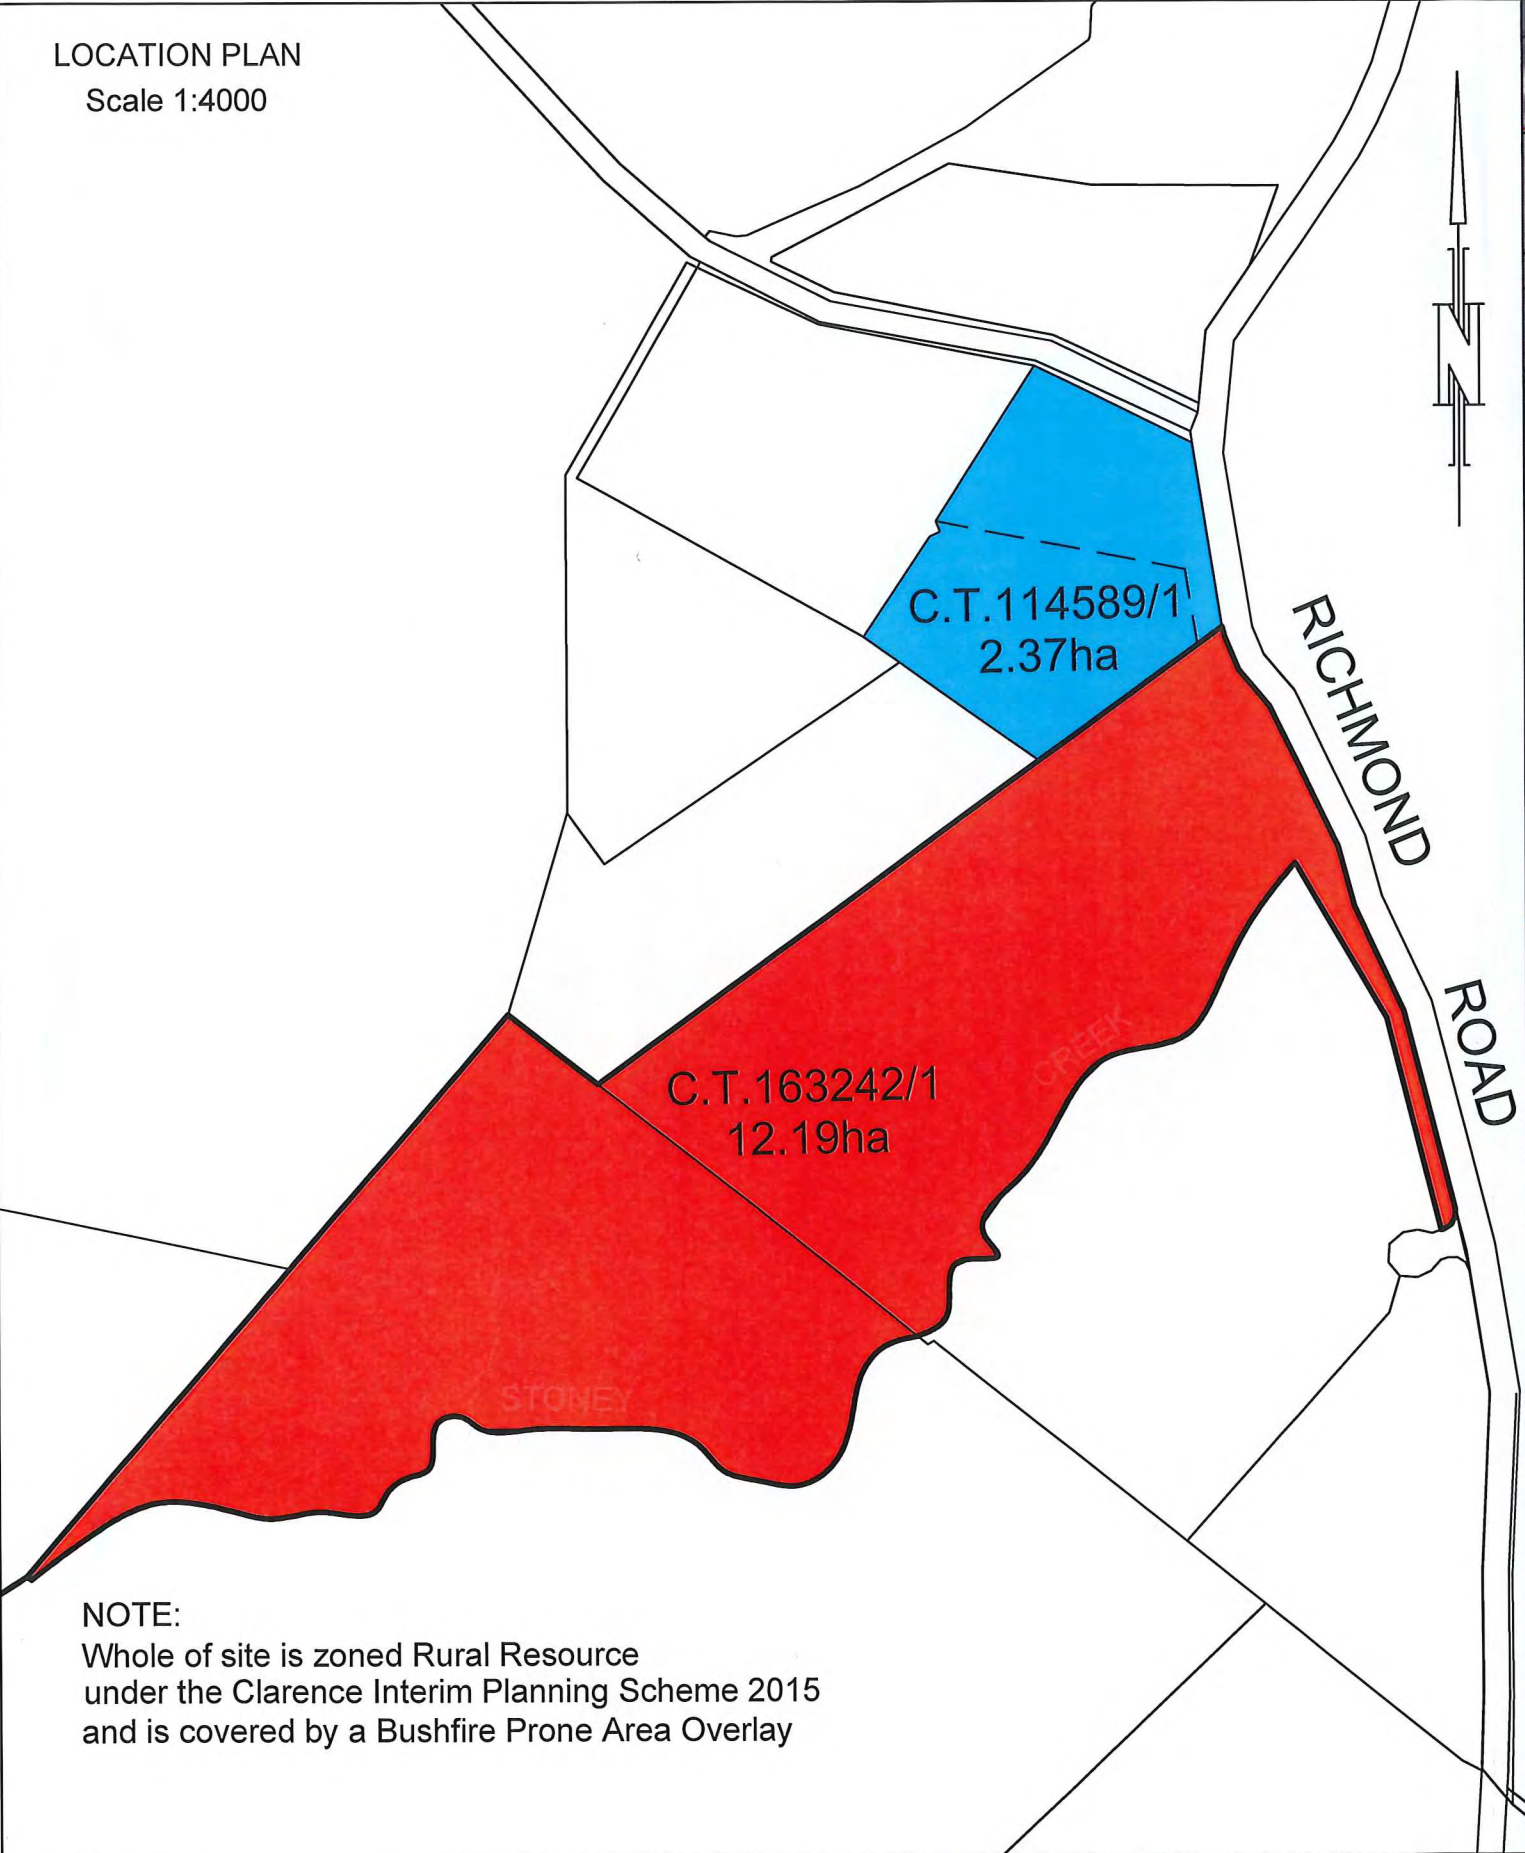 LOCATION PLAN
Scale 1:4000
N
C.T.114589/1
2.37ha
RICHMOND
ROAD
CREEK
C.T.163242/1
12.19ha
STONEY
NOTE:
Whole of site is zoned Rural Resource
under the Clarence Interim Planning Scheme 2015
and is covered by a Bushfire Prone Area Overlay